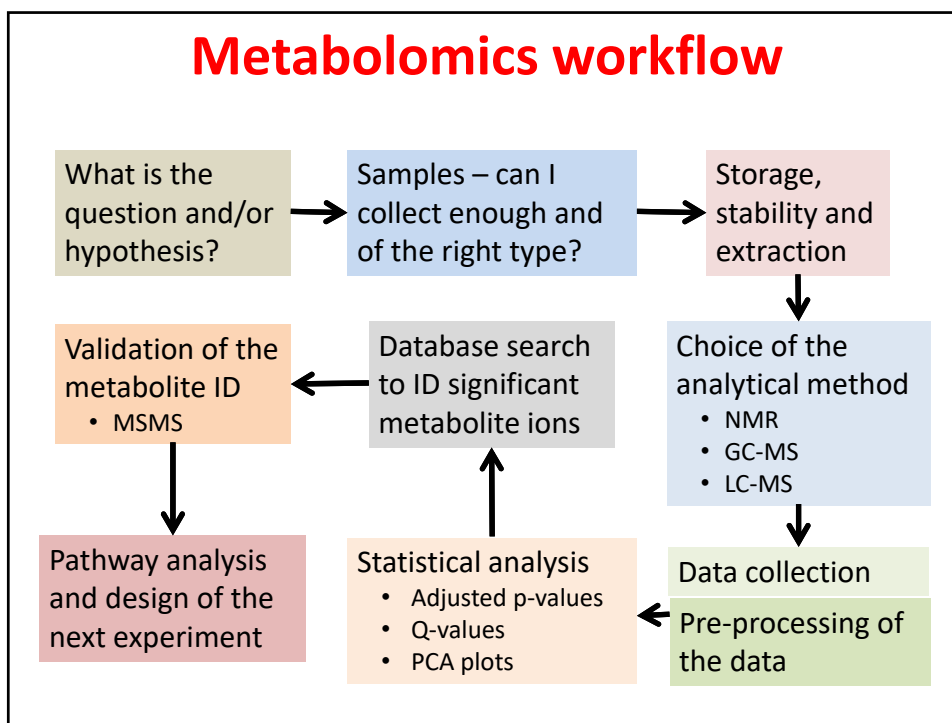 Metabolomics workflow
What is the
question and/or
hypothesis?
Samples – can I
collect enough and
of the right type?
Storage,
stability and
extraction
Choice of the
analytical method
• NMR
• GC-MS
• LC-MS
Data collection
Pre-processing of
the data
Statistical analysis
• Adjusted p-values
• Q-values
• PCA plots
Database search
to ID significant
metabolite ions
Validation of the
metabolite ID
• MSMS
Pathway analysis
and design of the
next experiment